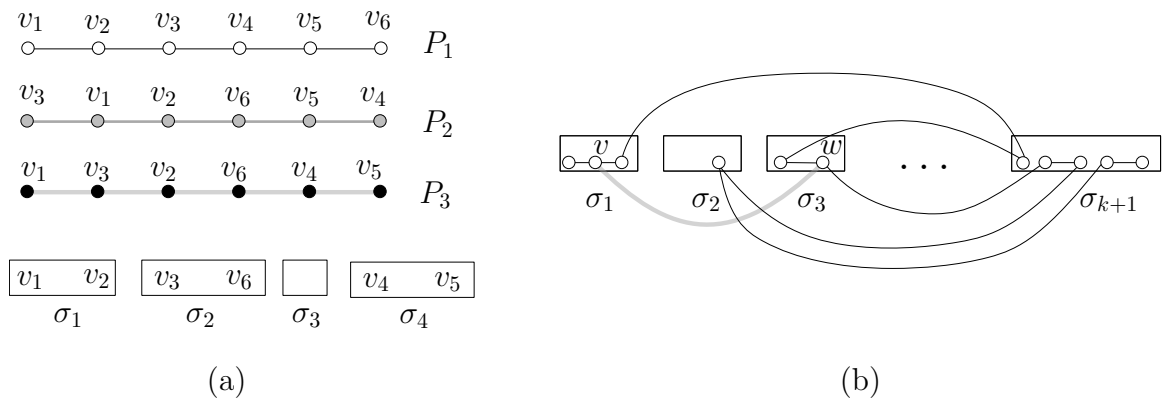 v₁ v₂ v₃ v₄ v₅ v₆
P₁
v₃ v₁ v₂ v₆ v₅ v₄
P₂
v₁ v₃ v₂ v₆ v₄ v₅
P₃
v₁ v₂ v₃ v₆ v₄ v₅
σ₁ σ₂ σ₃ σ₄
(a)
v w
. . .
σ₁ σ₂ σ₃ σₖ₊₁
(b)